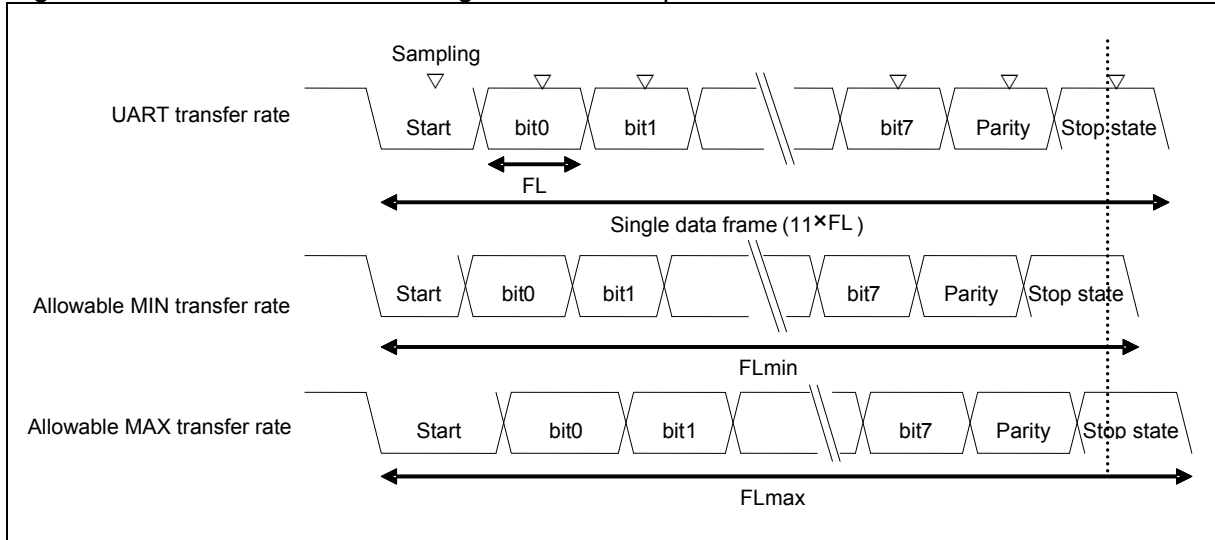 Sampling
UART transfer rate
Start bit0 bit1 bit7 Parity Stop state
FL
Single data frame (11×FL )
Allowable MIN transfer rate
Start bit0 bit1 bit7 Parity Stop state
FLmin
Allowable MAX transfer rate
Start bit0 bit1 bit7 Parity Stop state
FLmax